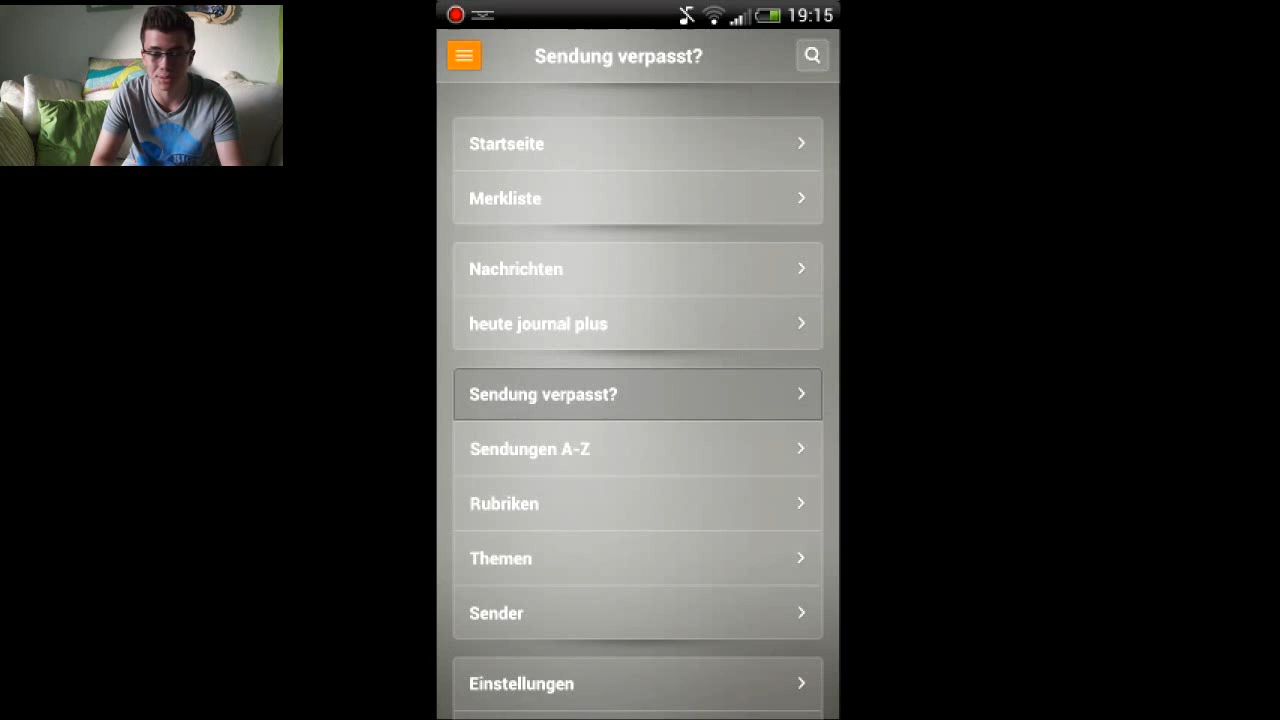 19:15
Sendung verpasst?
Startseite
Merkliste
Nachrichten
heute journal plus
Sendung verpasst?
Sendungen A-Z
Rubriken
Themen
Sender
Einstellungen